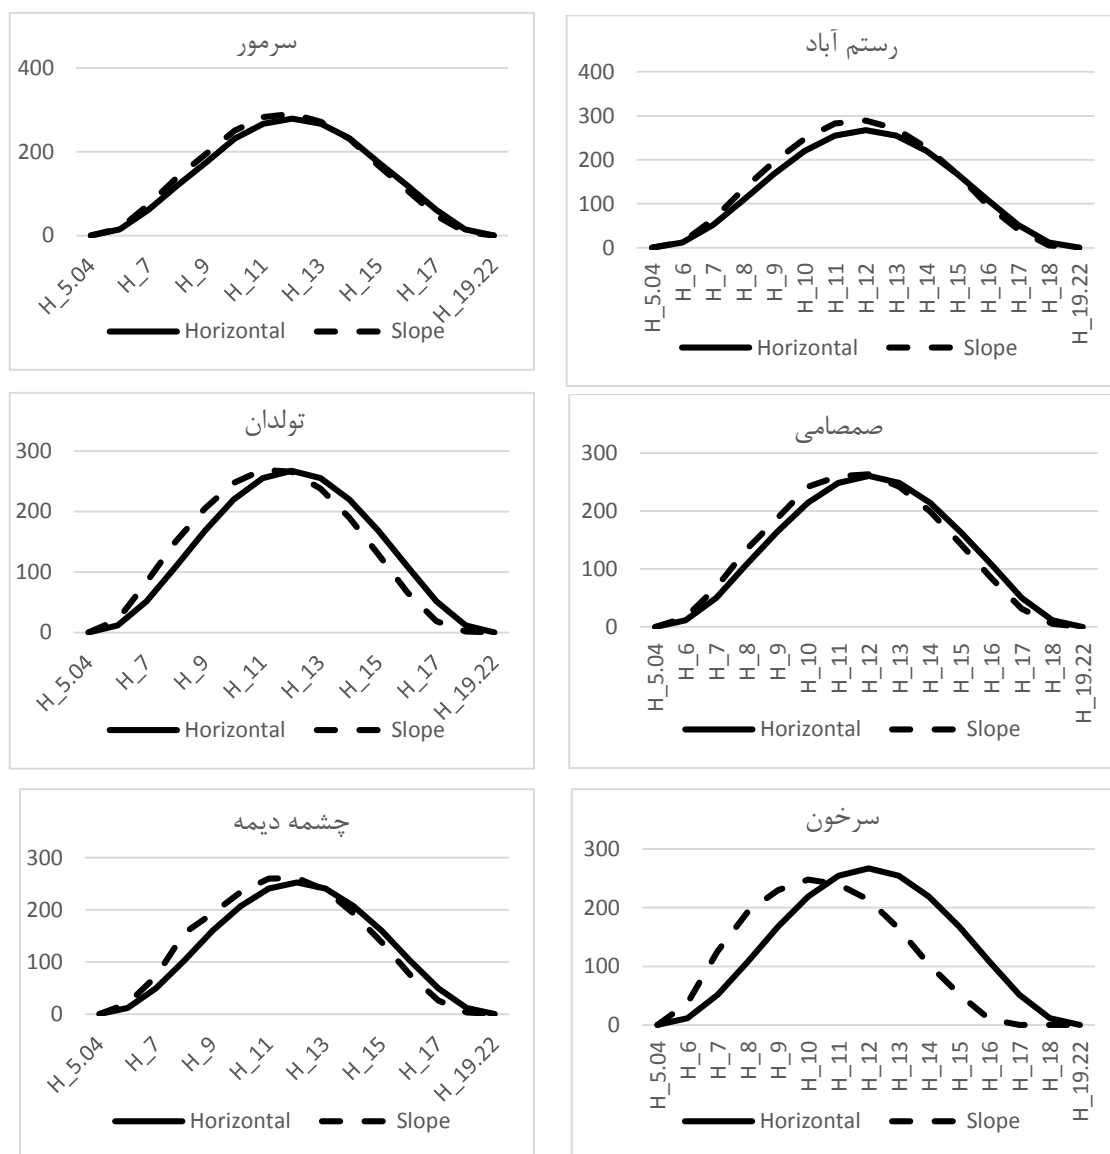 سرمور
400
200
0
H_5.04
H_7
H_9
H_11
H_13
H_15
H_17
H_19.22
Horizontal Slope
رستم آباد
400
300
200
100
0
H_5.04
H_6
H_7
H_8
H_9
H_10
H_11
H_12
H_13
H_14
H_15
H_16
H_17
H_18
H_19.22
Horizontal Slope
تولدان
300
200
100
0
H_5.04
H_7
H_9
H_11
H_13
H_15
H_17
H_19.22
Horizontal Slope
صمصامی
300
200
100
0
H_5.04
H_6
H_7
H_8
H_9
H_10
H_11
H_12
H_13
H_14
H_15
H_16
H_17
H_18
H_19.22
Horizontal Slope
چشمه دیمه
300
200
100
0
H_5.04
H_7
H_9
H_11
H_13
H_15
H_17
H_19.22
Horizontal Slope
سرخون
300
200
100
0
H_5.04
H_6
H_7
H_8
H_9
H_10
H_11
H_12
H_13
H_14
H_15
H_16
H_17
H_18
H_19.22
Horizontal Slope